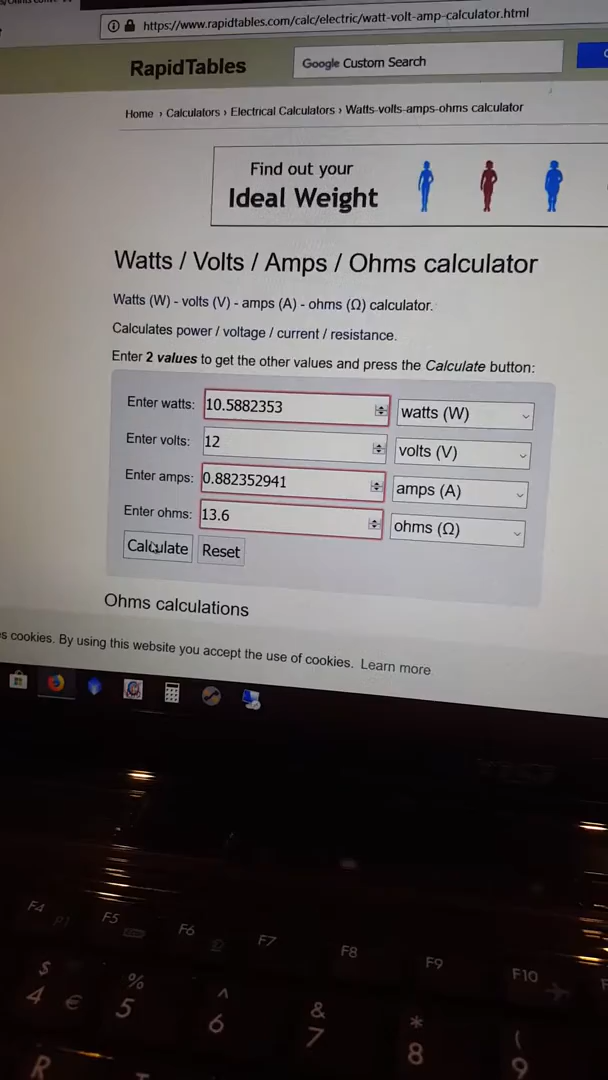 https://www.rapidtables.com/calc/electric/watt-volt-amp-calculator.html
RapidTables
Google Custom Search
Home › Calculators › Electrical Calculators › Watts-volts-amps-ohms calculator
Find out your
Ideal Weight
Watts / Volts / Amps / Ohms calculator
Watts (W) - volts (V) - amps (A) - ohms (Ω) calculator.
Calculates power / voltage / current / resistance.
Enter 2 values to get the other values and press the Calculate button:
Enter watts: 10.5882353 watts (W)
Enter volts: 12 volts (V)
Enter amps: 0.882352941 amps (A)
Enter ohms: 13.6 ohms (Ω)
Calculate Reset
Ohms calculations
cookies. By using this website you accept the use of cookies. Learn more
F4 F5 F6 F7 F8 F9 F10
$ % ^ & * (
4 € 5 6 7 8 9
R